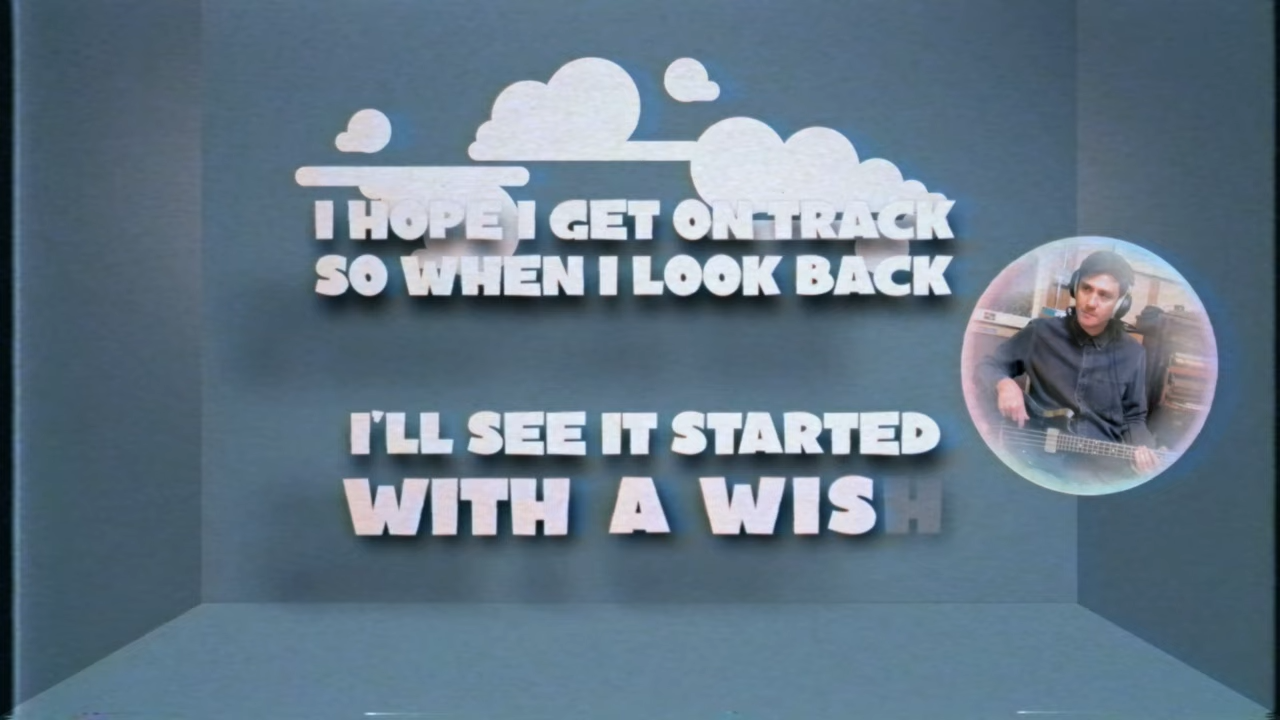 I HOPE I GET ON TRACK
SO WHEN I LOOK BACK
I'LL SEE IT STARTED
WITH A WISH